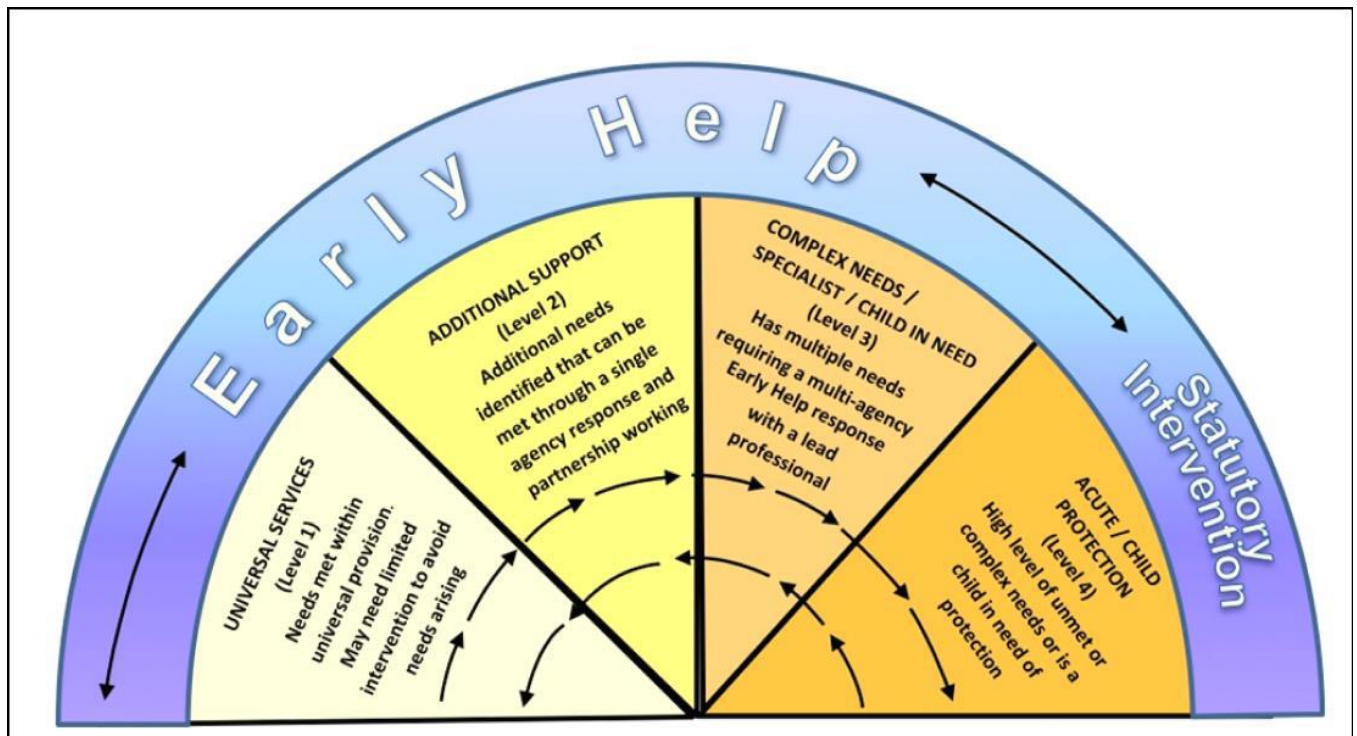 Early Help
Statutory
Intervention
UNIVERSAL SERVICES
(Level 1)
Needs met within
universal provision.
May need limited
intervention to avoid
needs arising
ADDITIONAL SUPPORT
(Level 2)
Additional needs
identified that can be
met through a single
agency response and
partnership working
COMPLEX NEEDS /
SPECIALIST / CHILD IN NEED
(Level 3)
Has multiple needs
requiring a multi-agency
Early Help response
with a lead
professional
ACUTE / CHILD
PROTECTION
(Level 4)
High level of unmet or
complex needs or is a
child in need of
protection